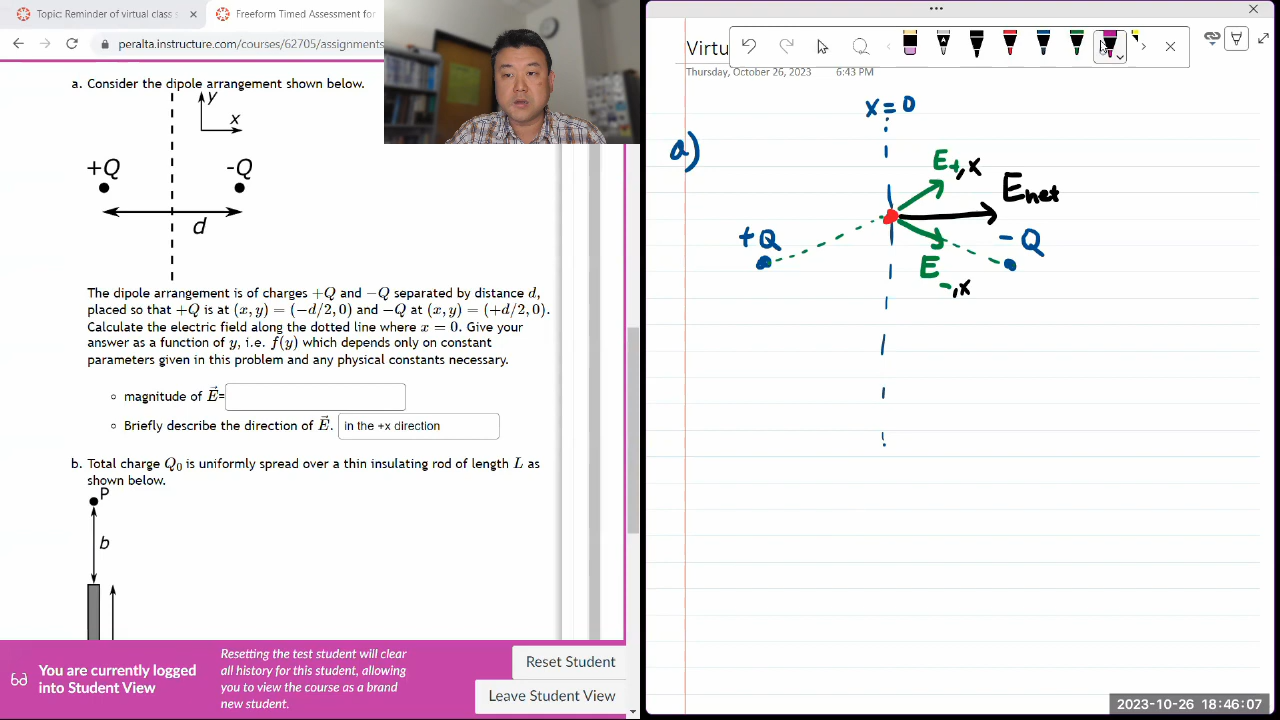 Topic: Reminder of virtual class
Freeform Timed Assessment for
peralta.instructure.com/courses/62705/assignments
a. Consider the dipole arrangement shown below.
y
x
+Q
-Q
d
The dipole arrangement is of charges +Q and −Q separated by distance d,
placed so that +Q is at (x, y) = (−d/2, 0) and −Q at (x, y) = (+d/2, 0).
Calculate the electric field along the dotted line where x = 0. Give your
answer as a function of y, i.e. f(y) which depends only on constant
parameters given in this problem and any physical constants necessary.
magnitude of E⃗=
Briefly describe the direction of E⃗. in the +x direction
b. Total charge Q₀ is uniformly spread over a thin insulating rod of length L as
shown below.
P
b
You are currently logged
into Student View
Resetting the test student will clear
all history for this student, allowing
you to view the course as a brand
new student.
Reset Student
Leave Student View
Virtu
Thursday, October 26, 2023 6:43 PM
x = 0
a)
E+,x
Enet
+Q
- Q
E-,x
2023-10-26 18:46:07